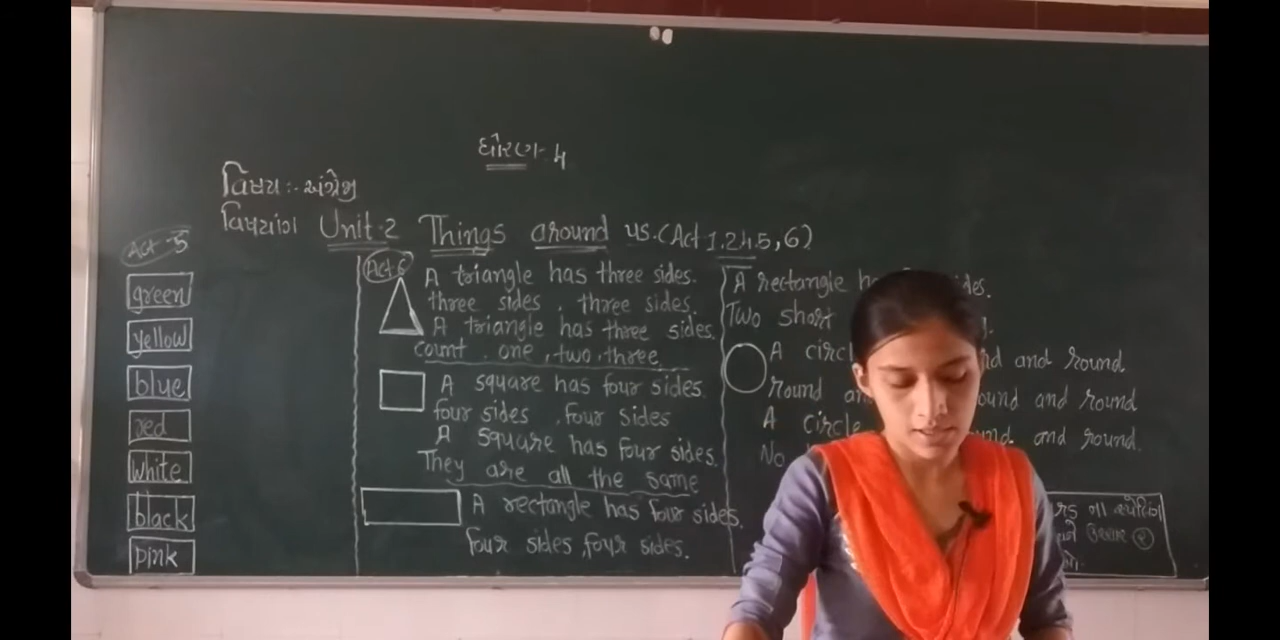 ધોરણ- 4
વિષય:- અંગ્રેજી
વિષયાંગ Unit-2 Things around us. (Act 1.2.4.5, 6)
Act -5
green
yellow
blue
red
white
black
pink
Act 6
A triangle has three sides.
three sides, three sides.
A triangle has three sides.
count. one, two, three
A square has four sides.
four sides, four sides
A square has four sides.
They are all the same
A rectangle has four sides.
four sides, four sides.
A rectangle sides.
Two short
A and round
round and round
A circle and round.
No
ના સ્પેલિંગ